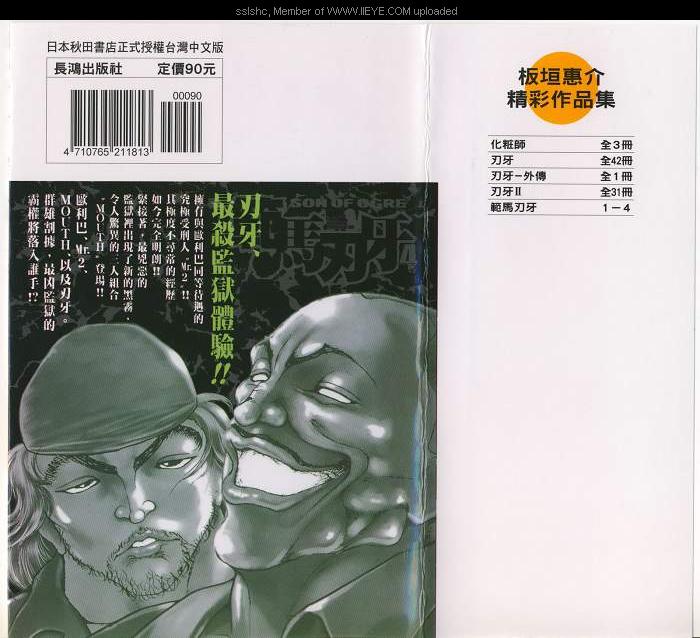 sslshc, Member of WWW.IIEYE.COM uploaded
日本秋田書店正式授權台灣中文版
長鴻出版社 定價90元
00090
4 710765 211813
SON OF OGRE
馬刃牙
刃牙、
最殺監獄體驗!!
擁有與歐利巴同等待遇的
究極受刑人“Mr.2”!!
其極度不尋常的經歷
如今完全明朗!!
緊接著，最兇惡的
監獄裡出現了新的黑霧，
令人驚異的三人組合
“MOUTH”登場!!
歐利巴、Mr.2、
MOUTH、以及刃牙。
群雄割據，最凶監獄的
霸權將落入誰手!?
板垣惠介
精彩作品集
化粧師 全3冊
刃牙 全42冊
刃牙-外傳 全1冊
刃牙II 全31冊
範馬刃牙 1-4